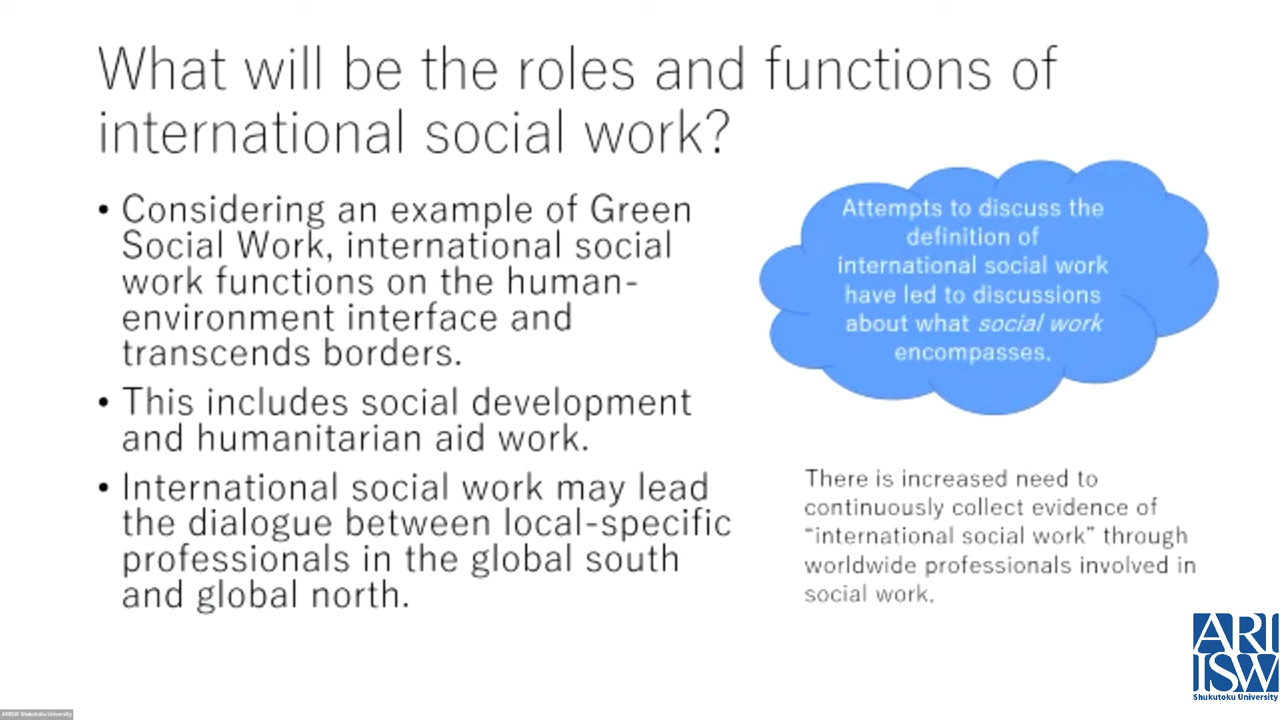 What will be the roles and functions of
international social work?
• Considering an example of Green
Social Work, international social
work functions on the human-
environment interface and
transcends borders.
• This includes social development
and humanitarian aid work.
• International social work may lead
the dialogue between local-specific
professionals in the global south
and global north.
Attempts to discuss the
definition of
international social work
have led to discussions
about what social work
encompasses.
There is increased need to
continuously collect evidence of
“international social work” through
worldwide professionals involved in
social work.
ARI
ISW
Shukutoku University
ARIISW Shukutoku University